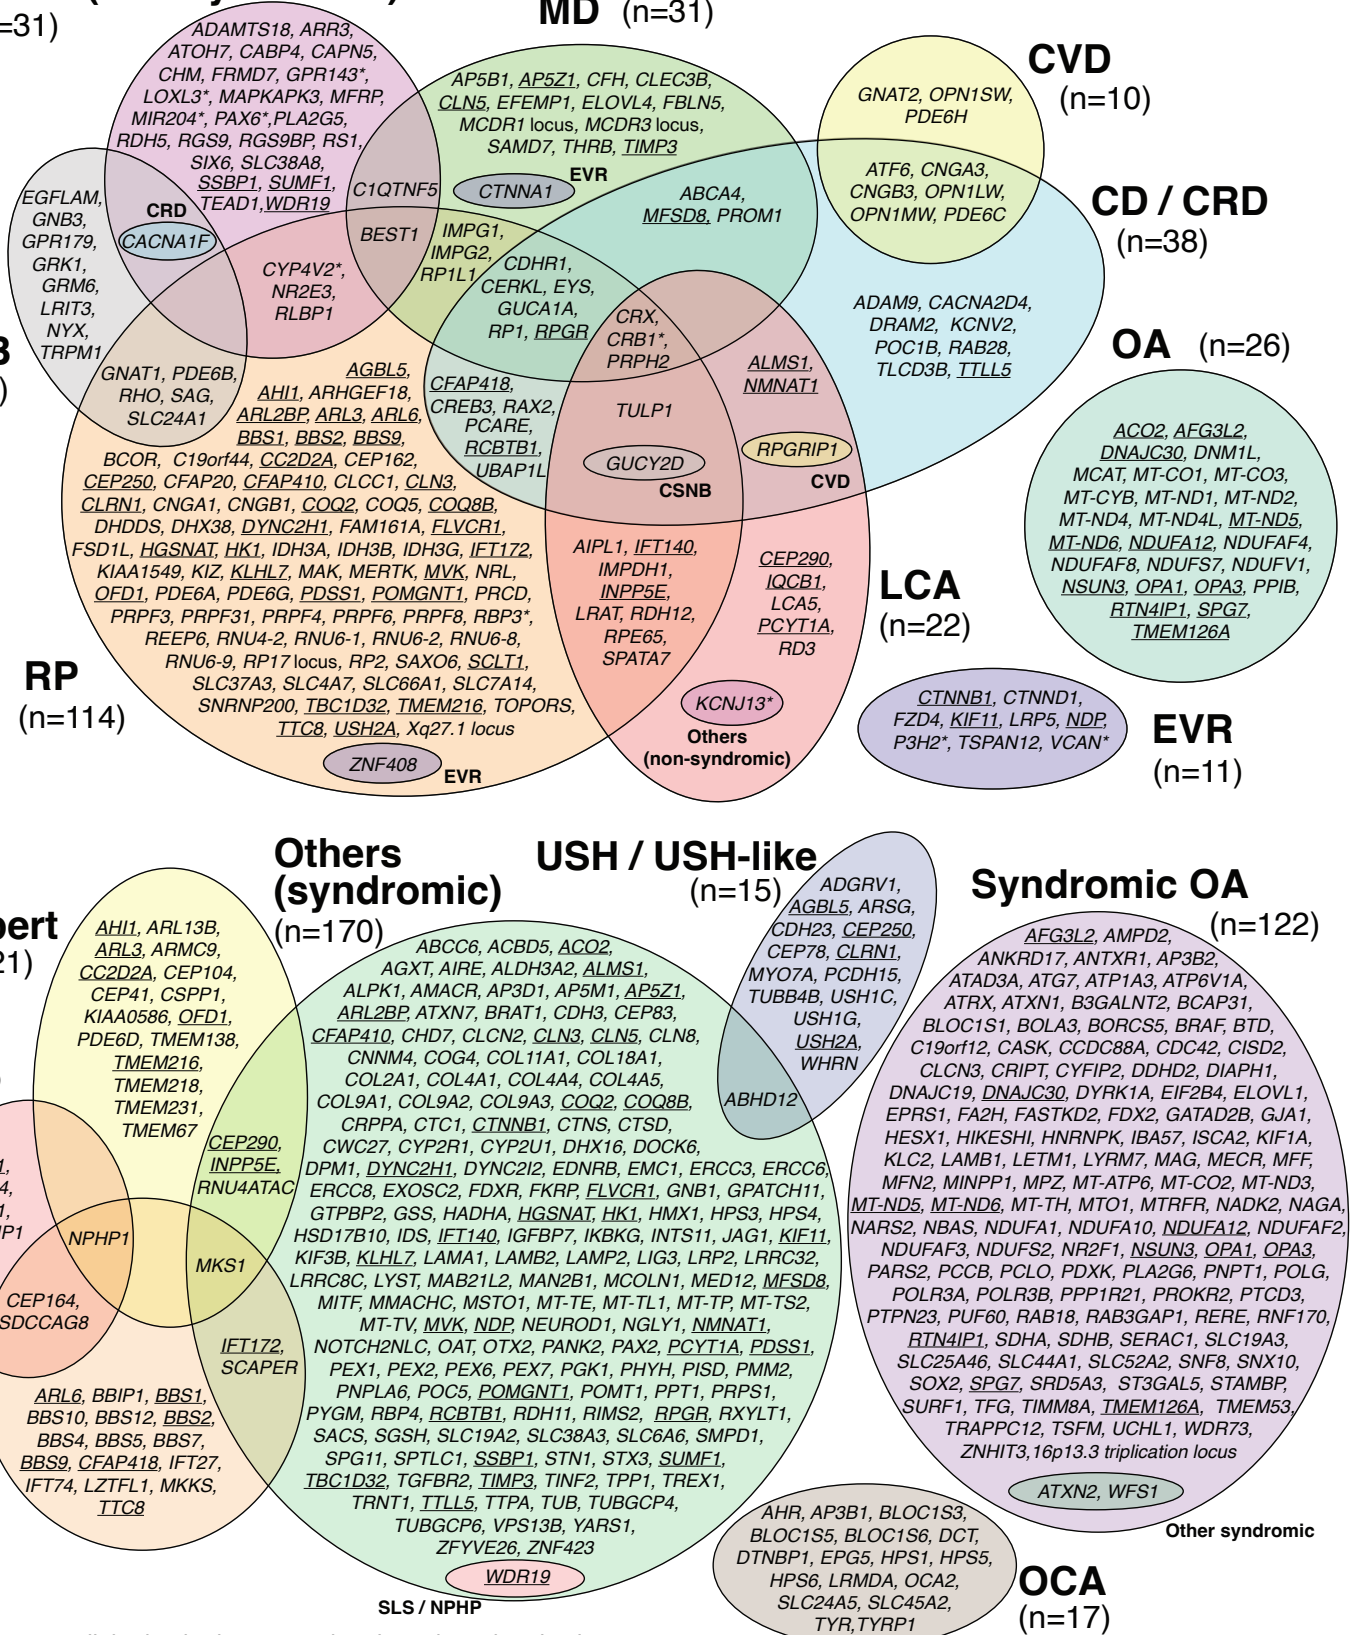 =31)
ADAMTS18, ARR3,
ATOH7, CABP4, CAPN5,
CHM, FRMD7, GPR143*,
LOXL3*, MAPKAPK3, MFRP,
MIR204*, PAX6*,PLA2G5,
RDH5, RGS9, RGS9BP, RS1,
SIX6, SLC38A8,
SSBP1, SUMF1,
TEAD1,WDR19
MD (n=31)
AP5B1, AP5Z1, CFH, CLEC3B,
CLN5, EFEMP1, ELOVL4, FBLN5,
MCDR1 locus, MCDR3 locus,
SAMD7, THRB, TIMP3
CTNNA1
EVR
C1QTNF5
BEST1
IMPG1,
IMPG2,
RP1L1
ABCA4,
MFSD8, PROM1
CVD
(n=10)
GNAT2, OPN1SW,
PDE6H
ATF6, CNGA3,
CNGB3, OPN1LW,
OPN1MW, PDE6C
CD / CRD
(n=38)
ADAM9, CACNA2D4,
DRAM2, KCNV2,
POC1B, RAB28,
TLCD3B, TTLL5
EGFLAM,
GNB3,
GPR179,
GRK1,
GRM6,
LRIT3,
NYX,
TRPM1
CRD
CACNA1F
CYP4V2*,
NR2E3,
RLBP1
GNAT1, PDE6B,
RHO, SAG,
SLC24A1
CDHR1,
CERKL, EYS,
GUCA1A,
RP1, RPGR
CRX,
CRB1*,
PRPH2
ALMS1,
NMNAT1
CFAP418,
CREB3, RAX2,
PCARE,
RCBTB1,
UBAP1L
TULP1
GUCY2D
CSNB
RPGRIP1
CVD
RP
(n=114)
AGBL5,
AHI1, ARHGEF18,
ARL2BP, ARL3, ARL6,
BBS1, BBS2, BBS9,
BCOR, C19orf44, CC2D2A, CEP162,
CEP250, CFAP20, CFAP410, CLCC1, CLN3,
CLRN1, CNGA1, CNGB1, COQ2, COQ5, COQ8B,
DHDDS, DHX38, DYNC2H1, FAM161A, FLVCR1,
FSD1L, HGSNAT, HK1, IDH3A, IDH3B, IDH3G, IFT172,
KIAA1549, KIZ, KLHL7, MAK, MERTK, MVK, NRL,
OFD1, PDE6A, PDE6G, PDSS1, POMGNT1, PRCD,
PRPF3, PRPF31, PRPF4, PRPF6, PRPF8, RBP3*,
REEP6, RNU4-2, RNU6-1, RNU6-2, RNU6-8,
RNU6-9, RP17 locus, RP2, SAXO6, SCLT1,
SLC37A3, SLC4A7, SLC66A1, SLC7A14,
SNRNP200, TBC1D32, TMEM216, TOPORS,
TTC8, USH2A, Xq27.1 locus
ZNF408
EVR
AIPL1, IFT140,
IMPDH1,
INPP5E,
LRAT, RDH12,
RPE65,
SPATA7
CEP290,
IQCB1,
LCA5,
PCYT1A,
RD3
KCNJ13*
Others
(non-syndromic)
LCA
(n=22)
OA (n=26)
ACO2, AFG3L2,
DNAJC30, DNM1L,
MCAT, MT-CO1, MT-CO3,
MT-CYB, MT-ND1, MT-ND2,
MT-ND4, MT-ND4L, MT-ND5,
MT-ND6, NDUFA12, NDUFAF4,
NDUFAF8, NDUFS7, NDUFV1,
NSUN3, OPA1, OPA3, PPIB,
RTN4IP1, SPG7,
TMEM126A
CTNNB1, CTNND1,
FZD4, KIF11, LRP5, NDP,
P3H2*, TSPAN12, VCAN*
EVR
(n=11)
pert
21)
AHI1, ARL13B,
ARL3, ARMC9,
CC2D2A, CEP104,
CEP41, CSPP1,
KIAA0586, OFD1,
PDE6D, TMEM138,
TMEM216,
TMEM218,
TMEM231,
TMEM67
CEP290,
INPP5E,
RNU4ATAC
NPHP1
MKS1
CEP164,
SDCCAG8
IFT172,
SCAPER
ARL6, BBIP1, BBS1,
BBS10, BBS12, BBS2,
BBS4, BBS5, BBS7,
BBS9, CFAP418, IFT27,
IFT74, LZTFL1, MKKS,
TTC8
Others
(syndromic)
(n=170)
ABCC6, ACBD5, ACO2,
AGXT, AIRE, ALDH3A2, ALMS1,
ALPK1, AMACR, AP3D1, AP5M1, AP5Z1,
ARL2BP, ATXN7, BRAT1, CDH3, CEP83,
CFAP410, CHD7, CLCN2, CLN3, CLN5, CLN8,
CNNM4, COG4, COL11A1, COL18A1,
COL2A1, COL4A1, COL4A4, COL4A5,
COL9A1, COL9A2, COL9A3, COQ2, COQ8B,
CRPPA, CTC1, CTNNB1, CTNS, CTSD,
CWC27, CYP2R1, CYP2U1, DHX16, DOCK6,
DPM1, DYNC2H1, DYNC2I2, EDNRB, EMC1, ERCC3, ERCC6,
ERCC8, EXOSC2, FDXR, FKRP, FLVCR1, GNB1, GPATCH11,
GTPBP2, GSS, HADHA, HGSNAT, HK1, HMX1, HPS3, HPS4,
HSD17B10, IDS, IFT140, IGFBP7, IKBKG, INTS11, JAG1, KIF11,
KIF3B, KLHL7, LAMA1, LAMB2, LAMP2, LIG3, LRP2, LRRC32,
LRRC8C, LYST, MAB21L2, MAN2B1, MCOLN1, MED12, MFSD8,
MITF, MMACHC, MSTO1, MT-TE, MT-TL1, MT-TP, MT-TS2,
MT-TV, MVK, NDP, NEUROD1, NGLY1, NMNAT1,
NOTCH2NLC, OAT, OTX2, PANK2, PAX2, PCYT1A, PDSS1,
PEX1, PEX2, PEX6, PEX7, PGK1, PHYH, PISD, PMM2,
PNPLA6, POC5, POMGNT1, POMT1, PPT1, PRPS1,
PYGM, RBP4, RCBTB1, RDH11, RIMS2, RPGR, RXYLT1,
SACS, SGSH, SLC19A2, SLC38A3, SLC6A6, SMPD1,
SPG11, SPTLC1, SSBP1, STN1, STX3, SUMF1,
TBC1D32, TGFBR2, TIMP3, TINF2, TPP1, TREX1,
TRNT1, TTLL5, TTPA, TUB, TUBGCP4,
TUBGCP6, VPS13B, YARS1,
ZFYVE26, ZNF423
WDR19
SLS / NPHP
USH / USH-like
(n=15)
ADGRV1,
AGBL5, ARSG,
CDH23, CEP250,
CEP78, CLRN1,
MYO7A, PCDH15,
TUBB4B, USH1C,
USH1G,
USH2A,
WHRN
ABHD12
Syndromic OA
(n=122)
AFG3L2, AMPD2,
ANKRD17, ANTXR1, AP3B2,
ATAD3A, ATG7, ATP1A3, ATP6V1A,
ATRX, ATXN1, B3GALNT2, BCAP31,
BLOC1S1, BOLA3, BORCS5, BRAF, BTD,
C19orf12, CASK, CCDC88A, CDC42, CISD2,
CLCN3, CRIPT, CYFIP2, DDHD2, DIAPH1,
DNAJC19, DNAJC30, DYRK1A, EIF2B4, ELOVL1,
EPRS1, FA2H, FASTKD2, FDX2, GATAD2B, GJA1,
HESX1, HIKESHI, HNRNPK, IBA57, ISCA2, KIF1A,
KLC2, LAMB1, LETM1, LYRM7, MAG, MECR, MFF,
MFN2, MINPP1, MPZ, MT-ATP6, MT-CO2, MT-ND3,
MT-ND5, MT-ND6, MT-TH, MTO1, MTRFR, NADK2, NAGA,
NARS2, NBAS, NDUFA1, NDUFA10, NDUFA12, NDUFAF2,
NDUFAF3, NDUFS2, NR2F1, NSUN3, OPA1, OPA3,
PARS2, PCCB, PCLO, PDXK, PLA2G6, PNPT1, POLG,
POLR3A, POLR3B, PPP1R21, PROKR2, PTCD3,
PTPN23, PUF60, RAB18, RAB3GAP1, RERE, RNF170,
RTN4IP1, SDHA, SDHB, SERAC1, SLC19A3,
SLC25A46, SLC44A1, SLC52A2, SNF8, SNX10,
SOX2, SPG7, SRD5A3, ST3GAL5, STAMBP,
SURF1, TFG, TIMM8A, TMEM126A, TMEM53,
TRAPPC12, TSFM, UCHL1, WDR73,
ZNHIT3,16p13.3 triplication locus
ATXN2, WFS1
Other syndromic
AHR, AP3B1, BLOC1S3,
BLOC1S5, BLOC1S6, DCT,
DTNBP1, EPG5, HPS1, HPS5,
HPS6, LRMDA, OCA2,
SLC24A5, SLC45A2,
TYR,TYRP1
OCA
(n=17)